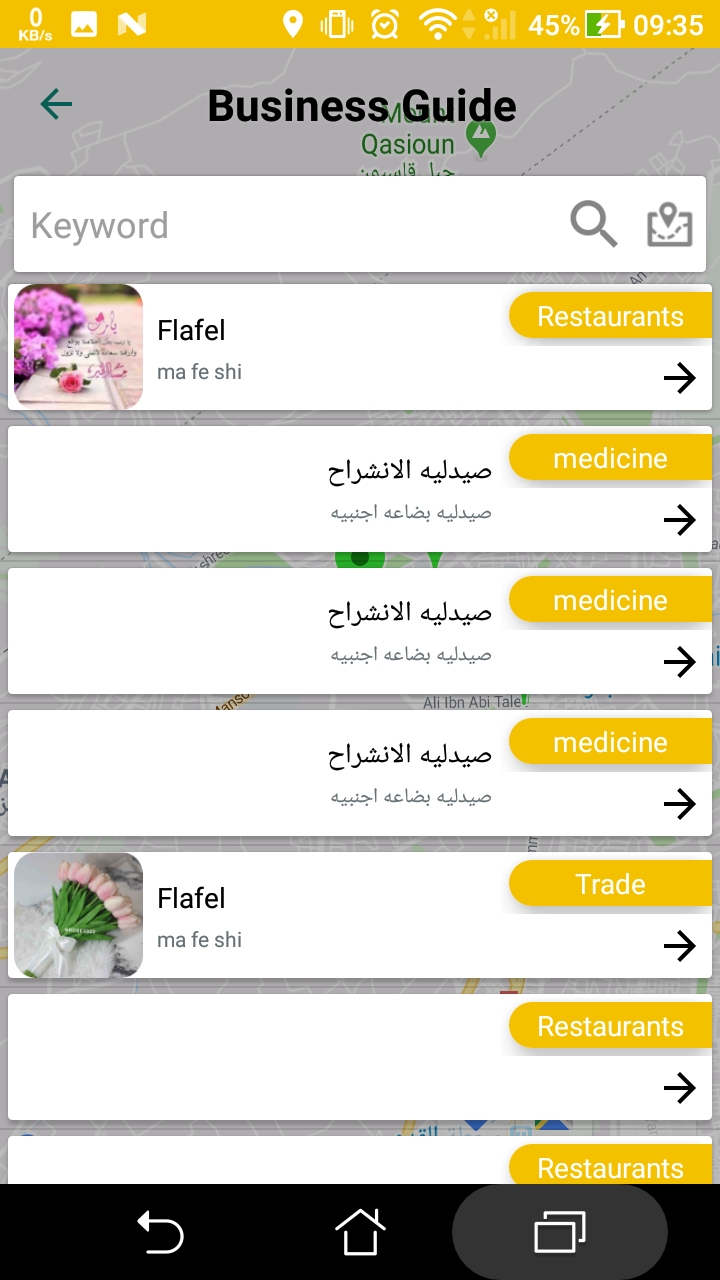 0
KB/s
45%
09:35
Business Guide
Mount
Qasioun
جبل قاسيون
Keyword
An
Flafel
ma fe shi
Restaurants
صيدليه الانشراح
صيدليه بضاعه اجنبيه
medicine
صيدليه الانشراح
صيدليه بضاعه اجنبيه
medicine
Ali Ibn Abi Tale
صيدليه الانشراح
صيدليه بضاعه اجنبيه
medicine
Flafel
ma fe shi
Trade
Restaurants
Restaurants